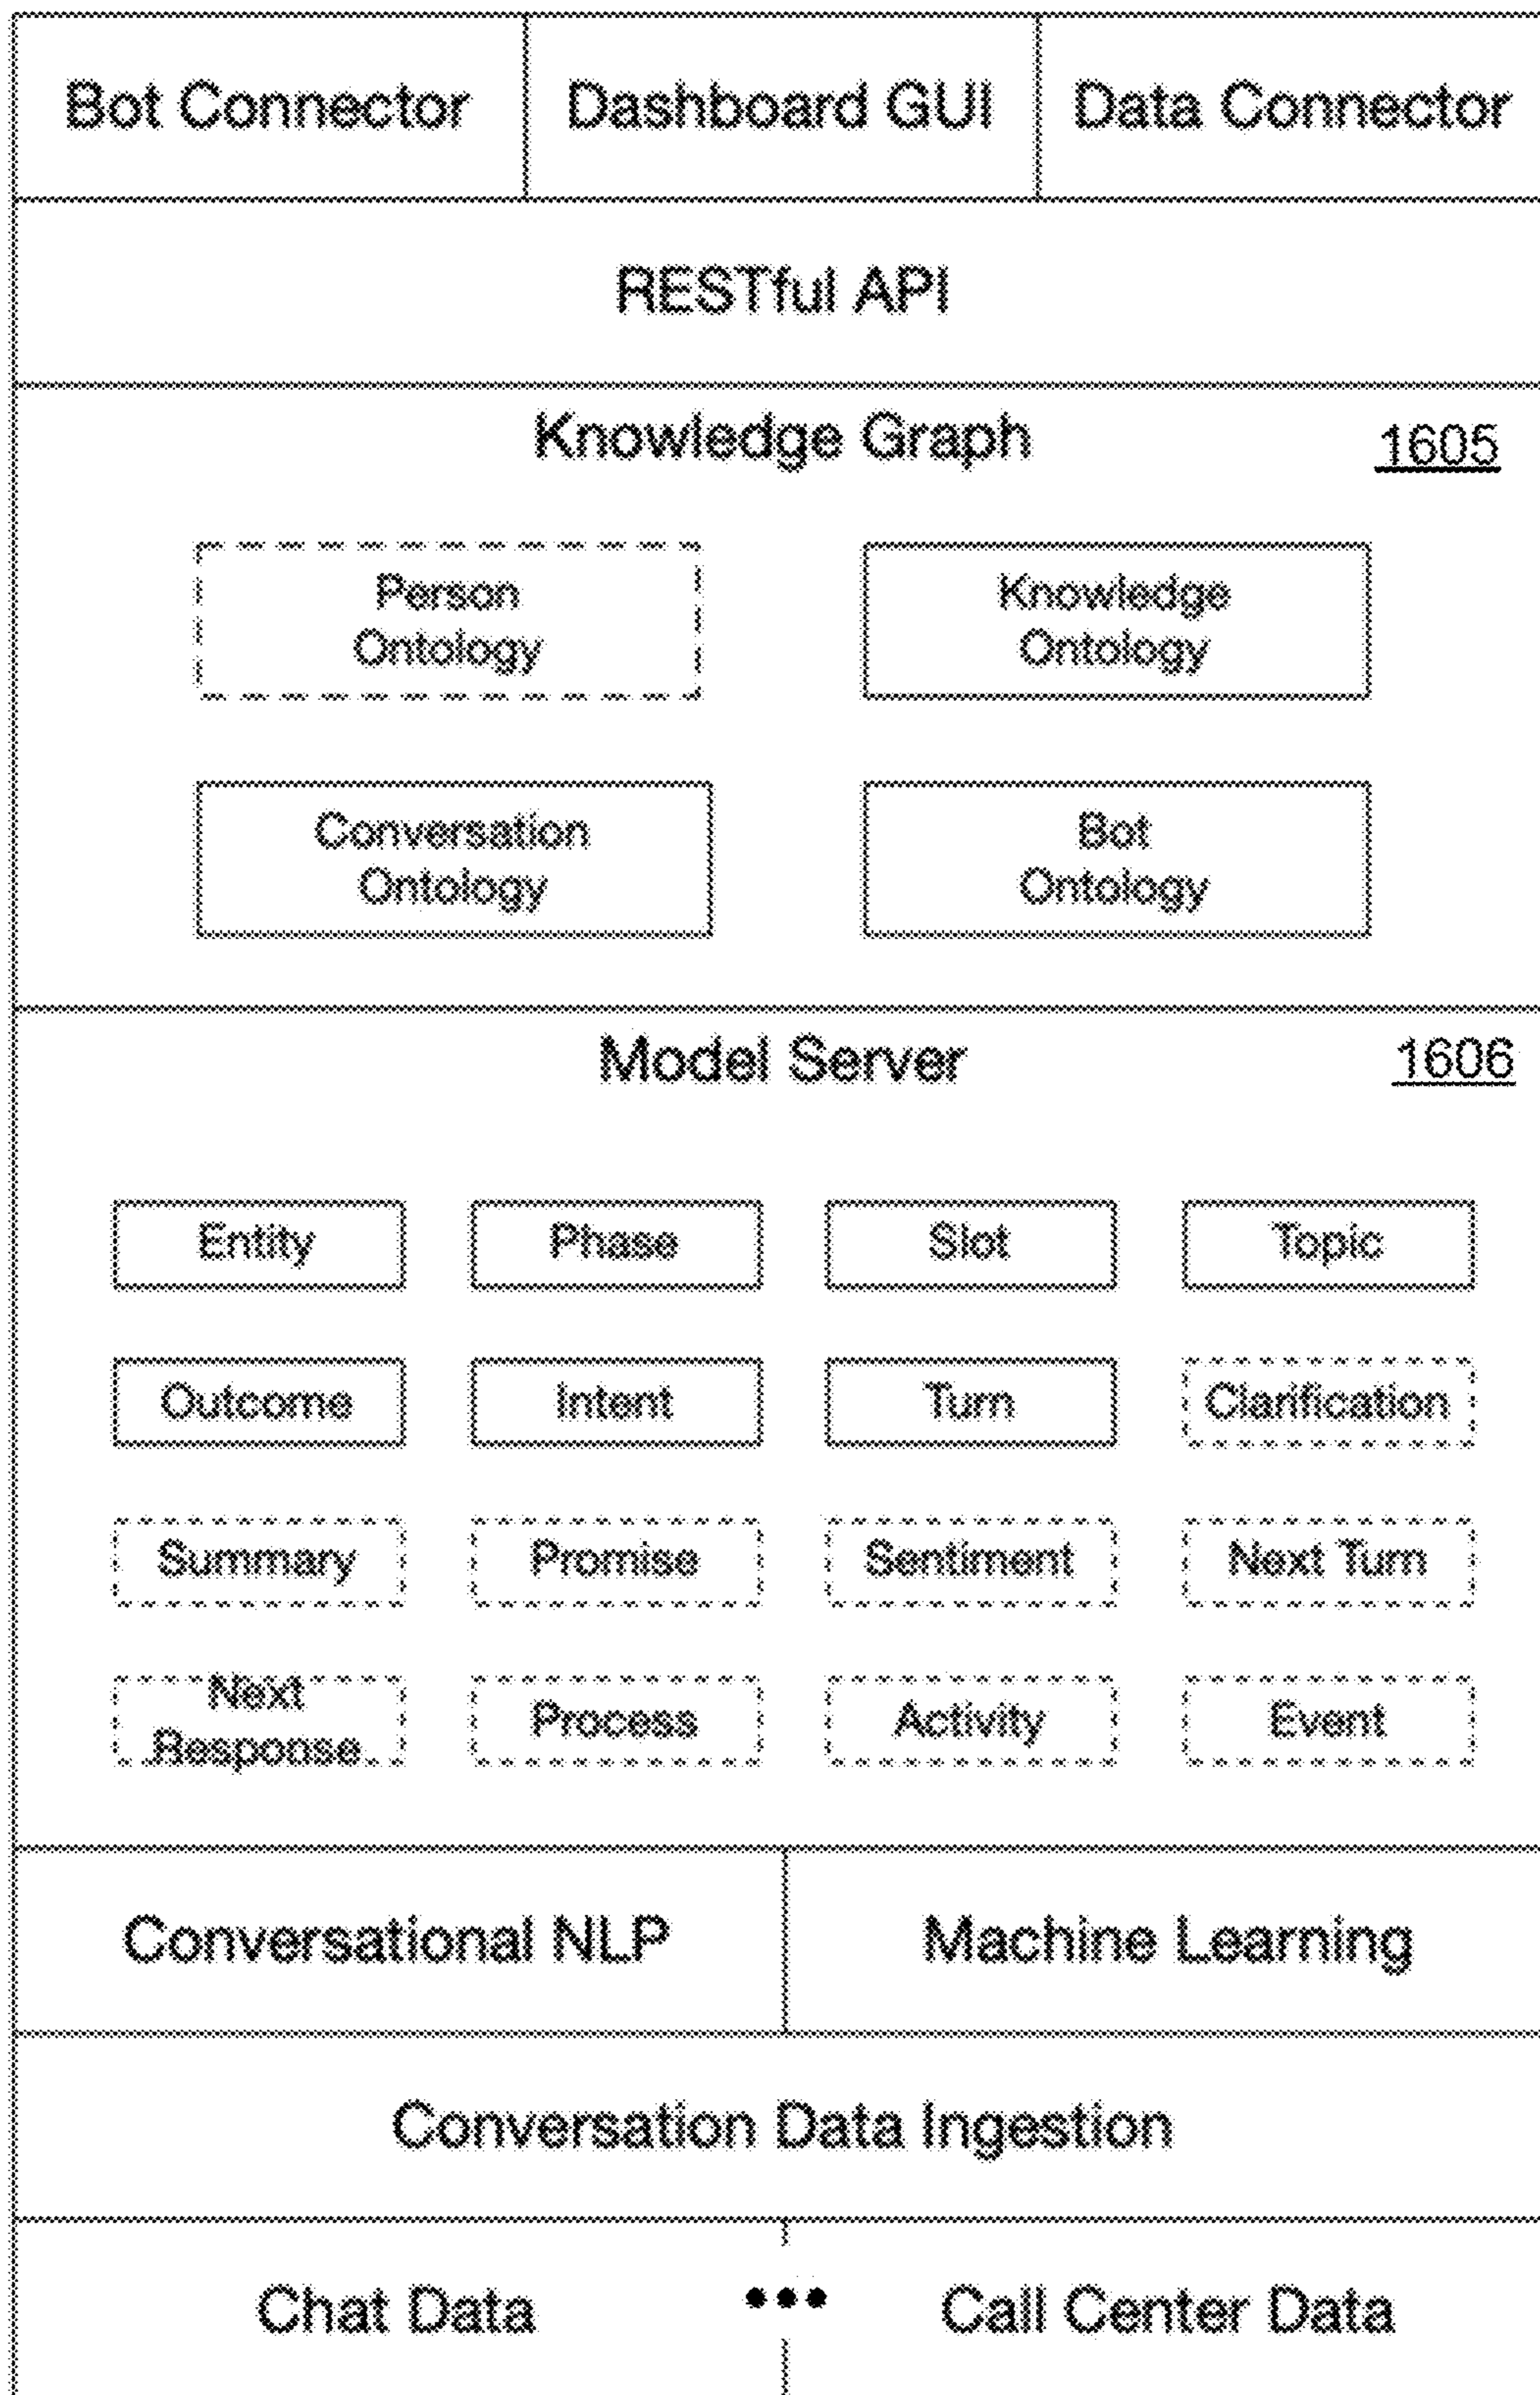 Bot Connector
Dashboard GUI
Data Connector
RESTful API
Knowledge Graph
1605
Person
Ontology
Knowledge
Ontology
Conversation
Ontology
Bot
Ontology
Model Server
1606
Entity
Phase
Slot
Topic
Outcome
Intent
Turn
Clarification
Summary
Promise
Sentiment
Next Turn
Next
Response
Process
Activity
Event
Conversational NLP
Machine Learning
Conversation Data Ingestion
Chat Data
•••
Call Center Data